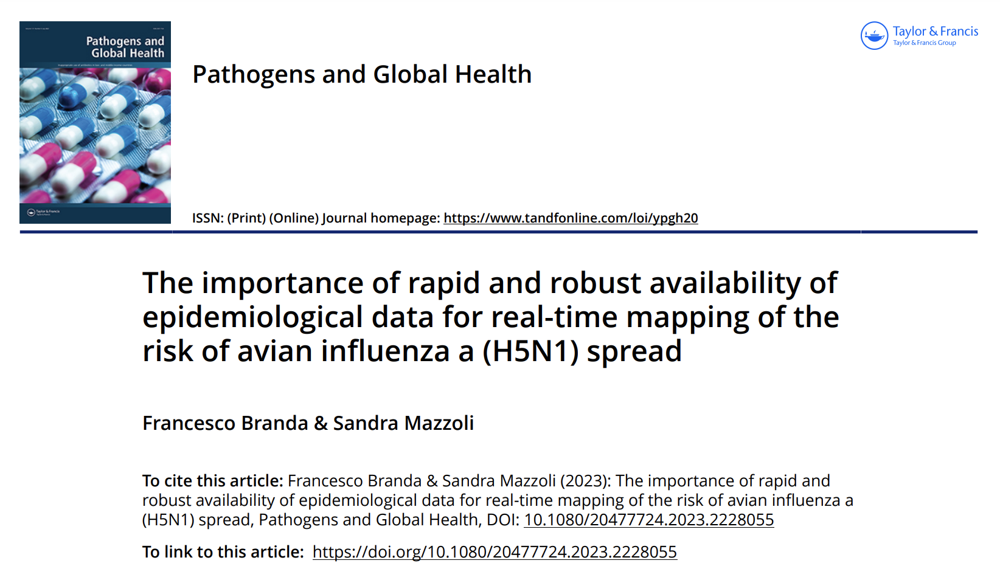 Pathogens and
Global Health
Taylor & Francis
Taylor & Francis Group
Pathogens and Global Health
Taylor & Francis
ISSN: (Print) (Online) Journal homepage: https://www.tandfonline.com/loi/ypgh20
The importance of rapid and robust availability of
epidemiological data for real-time mapping of the
risk of avian influenza a (H5N1) spread
Francesco Branda & Sandra Mazzoli
To cite this article: Francesco Branda & Sandra Mazzoli (2023): The importance of rapid and
robust availability of epidemiological data for real-time mapping of the risk of avian influenza a
(H5N1) spread, Pathogens and Global Health, DOI: 10.1080/20477724.2023.2228055
To link to this article: https://doi.org/10.1080/20477724.2023.2228055